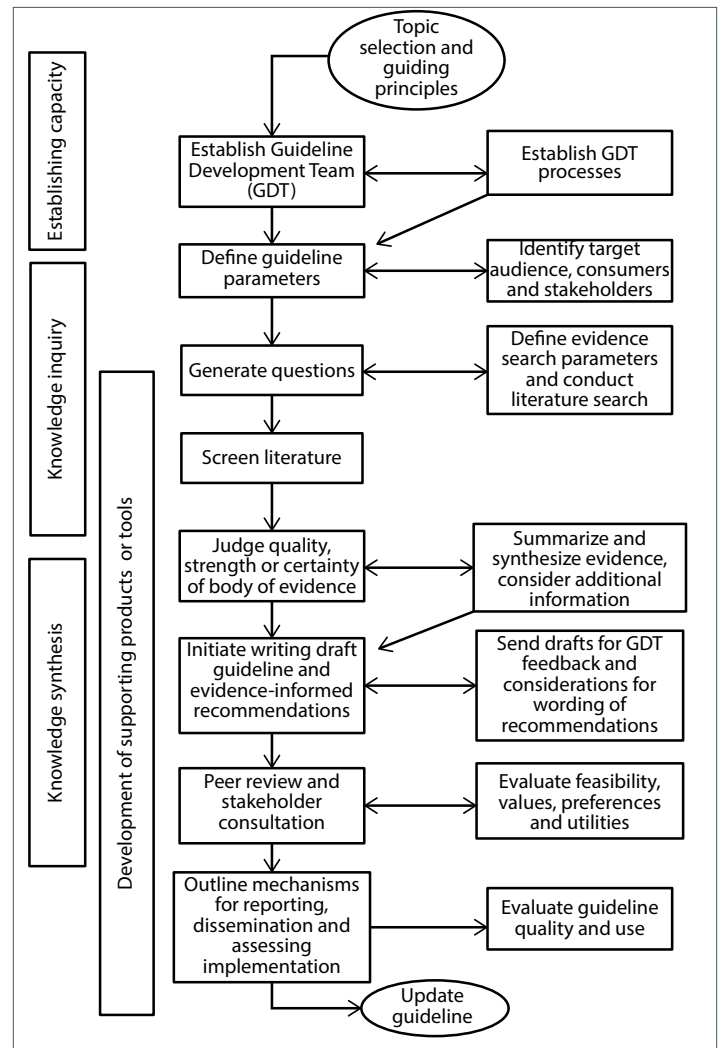 Topic
selection and
guiding
principles
Establishing capacity
Establish Guideline
Development Team
(GDT)
Establish GDT
processes
Define guideline
parameters
Identify target
audience, consumers
and stakeholders
Knowledge inquiry
Generate questions
Define evidence
search parameters
and conduct
literature search
Screen literature
Development of supporting products or tools
Judge quality,
strength or certainty
of body of evidence
Summarize and
synthesize evidence,
consider additional
information
Knowledge synthesis
Initiate writing draft
guideline and
evidence-informed
recommendations
Send drafts for GDT
feedback and
considerations for
wording of
recommendations
Peer review and
stakeholder
consultation
Evaluate feasibility,
values, preferences
and utilities
Outline mechanisms
for reporting,
dissemination and
assessing
implementation
Evaluate guideline
quality and use
Update
guideline